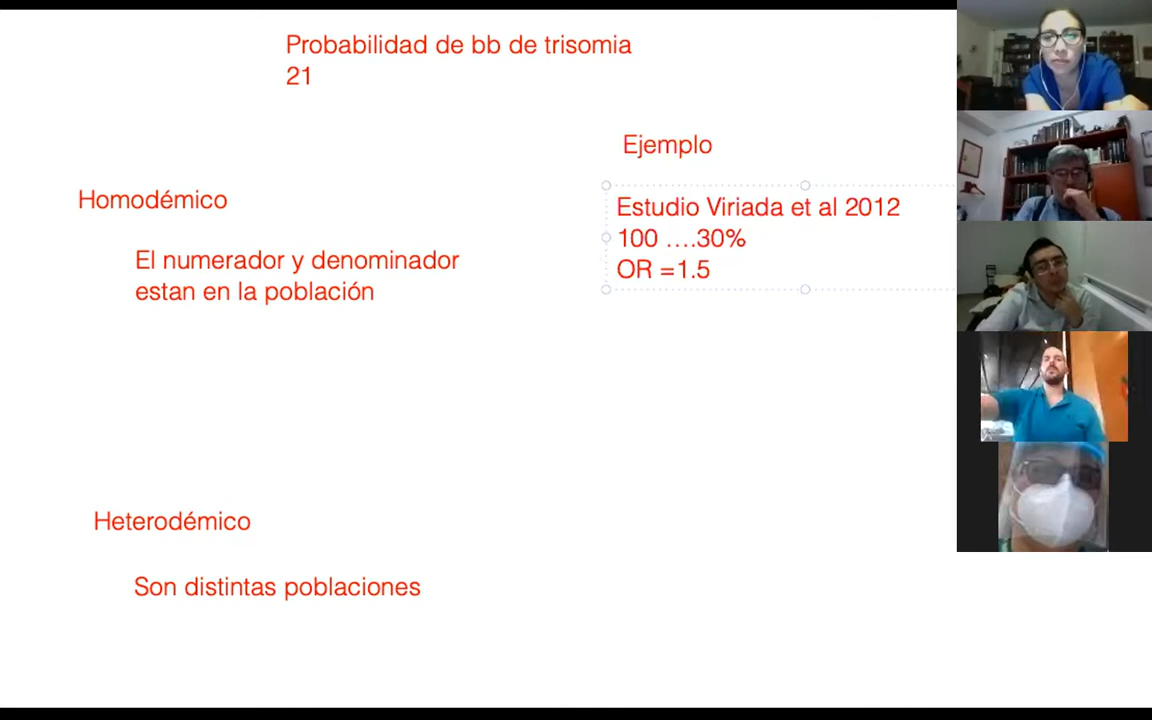 Probabilidad de bb de trisomia
21
Ejemplo
Homodémico
Estudio Viriada et al 2012
100 ....30%
OR =1.5
El numerador y denominador
estan en la población
Heterodémico
Son distintas poblaciones